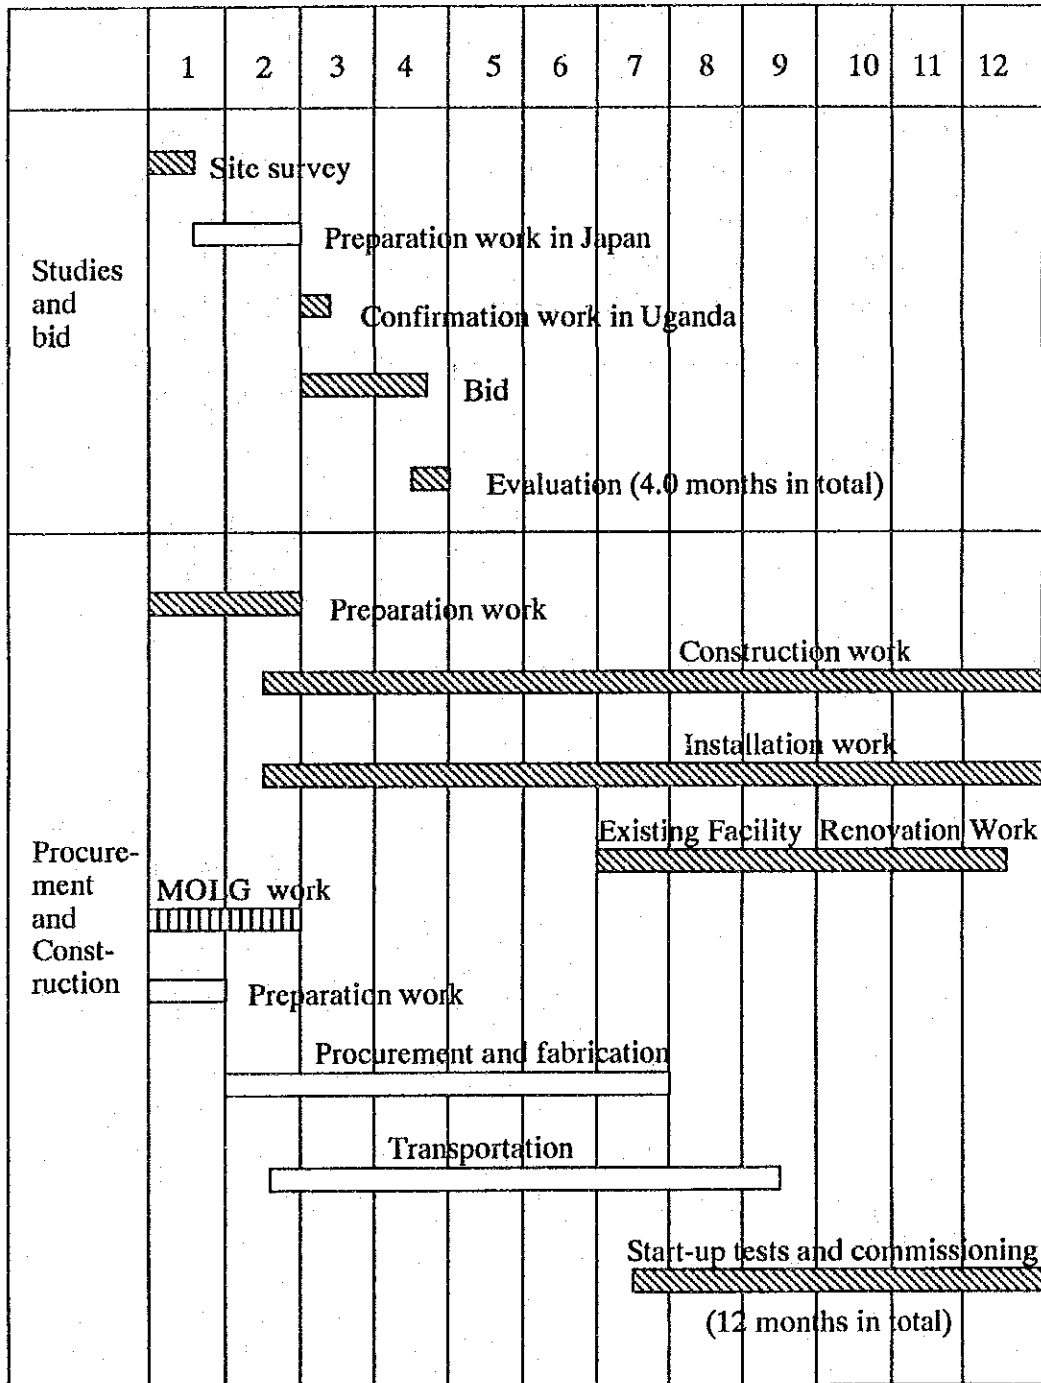 1 2 3 4 5 6 7 8 9 10 11 12
Studies
and
bid
Site survey
Preparation work in Japan
Confirmation work in Uganda
Bid
Evaluation (4.0 months in total)
Procure-
ment
and
Const-
ruction
Preparation work
Construction work
Installation work
Existing Facility Renovation Work
MOLG work
Preparation work
Procurement and fabrication
Transportation
Start-up tests and commissioning
(12 months in total)